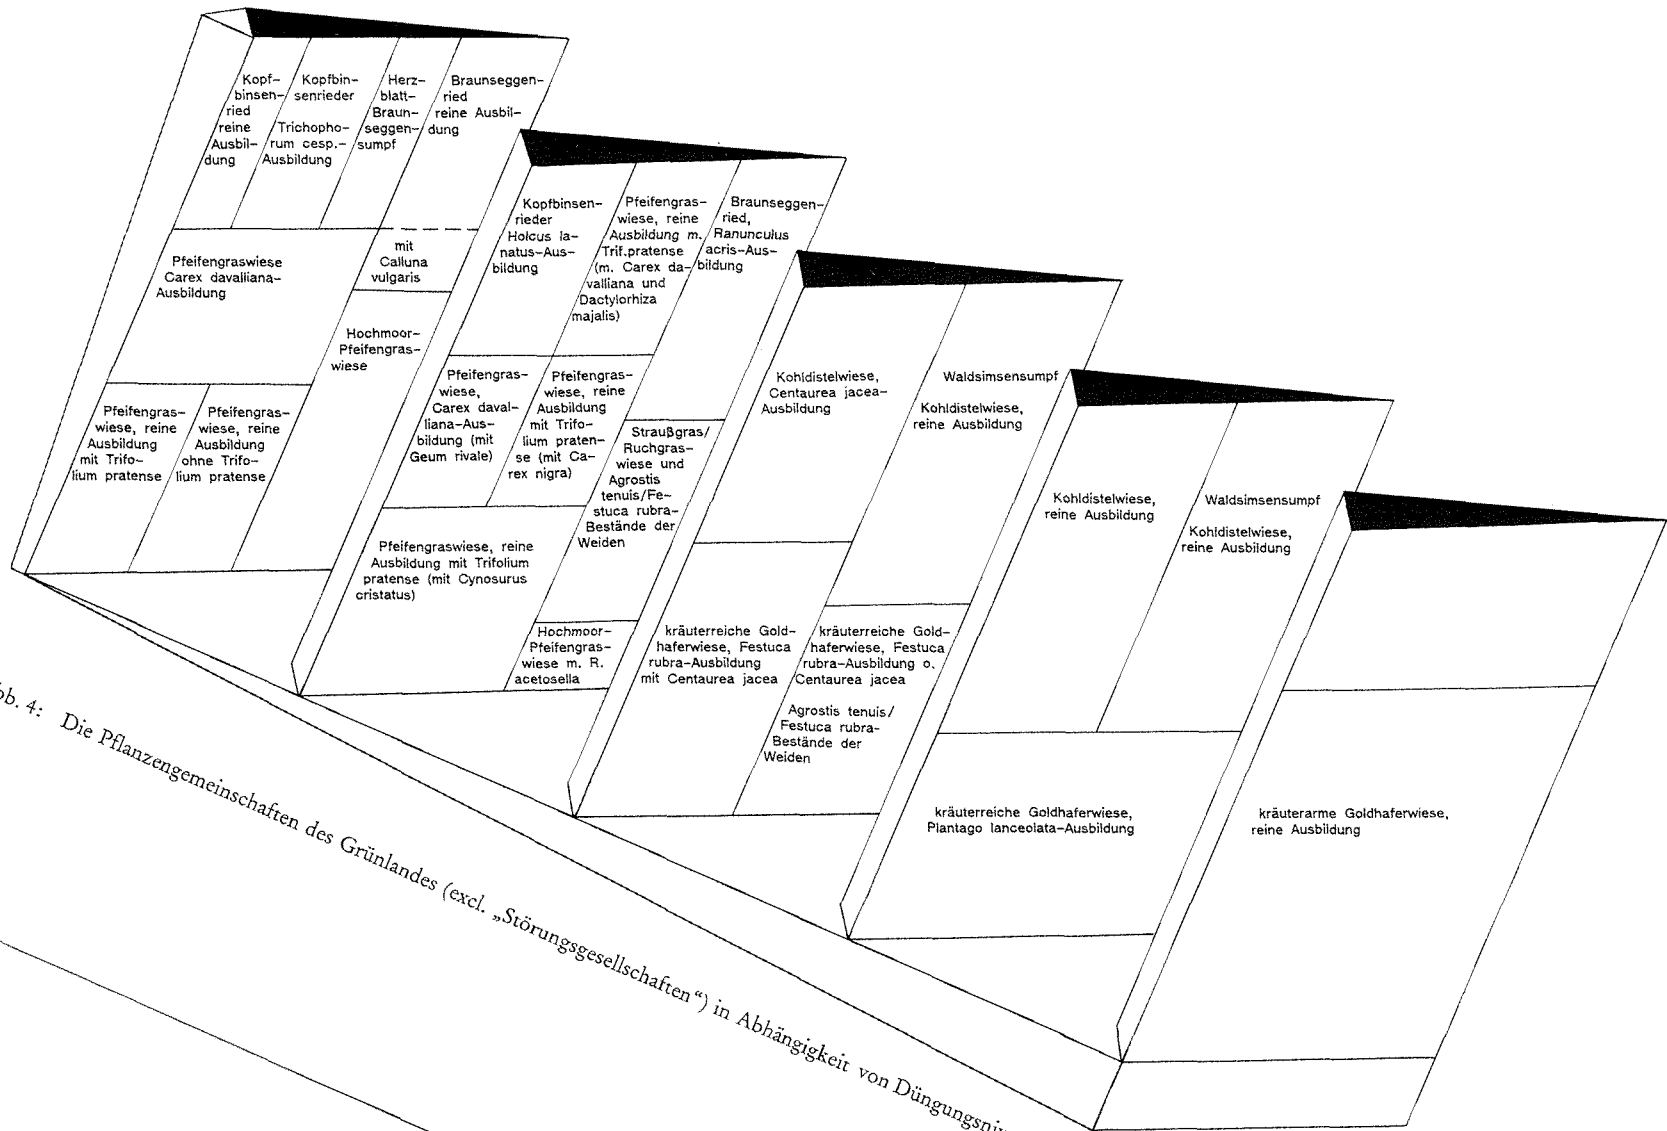 Kopf-
binsen-
ried
reine
Ausbil-
dung
Kopfbin-
senrieder
Trichopho-
rum cesp.-
Ausbildung
Herz-
blatt-
Braun-
seggen-
sumpf
Braunseggen-
ried
reine Ausbil-
dung
Pfeifengraswiese
Carex davalliana-
Ausbildung
mit
Calluna
vulgaris
Hochmoor-
Pfeifengras-
wiese
Pfeifengras-
wiese, reine
Ausbildung
mit Trifo-
lium pratense
Pfeifengras-
wiese, reine
Ausbildung
ohne Trifo-
lium pratense
Kopfbinsen-
rieder
Holcus la-
natus-Aus-
bildung
Pfeifengras-
wiese, reine
Ausbildung m.
Trif.pratense
(m. Carex da-
valliana und
Dactylorhiza
majalis)
Braunseggen-
ried,
Ranunculus
acris-Aus-
bildung
Pfeifengras-
wiese,
Carex daval-
liana-Aus-
bildung (mit
Geum rivale)
Pfeifengras-
wiese, reine
Ausbildung
mit Trifo-
lium praten-
se (mit Ca-
rex nigra)
Straußgras/
Ruchgras-
wiese und
Agrostis
tenuis/Fe-
stuca rubra-
Bestände der
Weiden
Pfeifengraswiese, reine
Ausbildung mit Trifolium
pratense (mit Cynosurus
cristatus)
Hochmoor-
Pfeifengras-
wiese m. R.
acetosella
Kohldistelwiese,
Centaurea jacea-
Ausbildung
Waldsimsensumpf
Kohldistelwiese,
reine Ausbildung
kräuterreiche Gold-
haferwiese, Festuca
rubra-Ausbildung
mit Centaurea jacea
kräuterreiche Gold-
haferwiese, Festuca
rubra-Ausbildung o.
Centaurea jacea
Agrostis tenuis/
Festuca rubra-
Bestände der
Weiden
Kohldistelwiese,
reine Ausbildung
Waldsimsensumpf
Kohldistelwiese,
reine Ausbildung
kräuterreiche Goldhaferwiese,
Plantago lanceolata-Ausbildung
kräuterarme Goldhaferwiese,
reine Ausbildung
bb. 4: Die Pflanzengemeinschaften des Grünlandes (excl. „Störungsgesellschaften“) in Abhängigkeit von